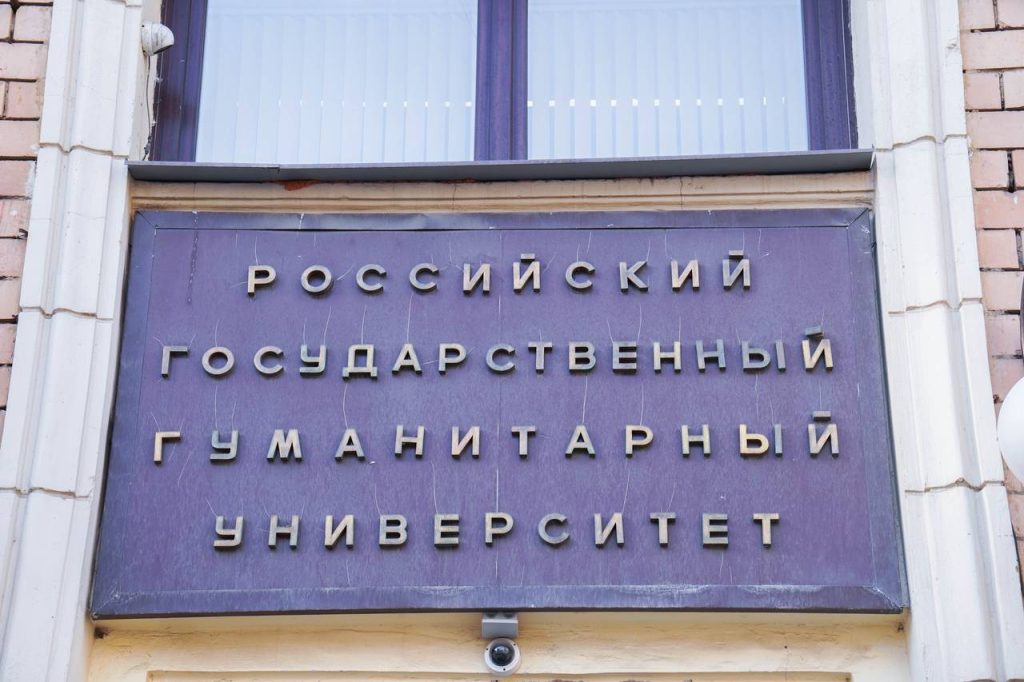 РОССИЙСКИЙ
ГОСУДАРСТВЕННЫЙ
ГУМАНИТАРНЫЙ
УНИВЕРСИТЕТ